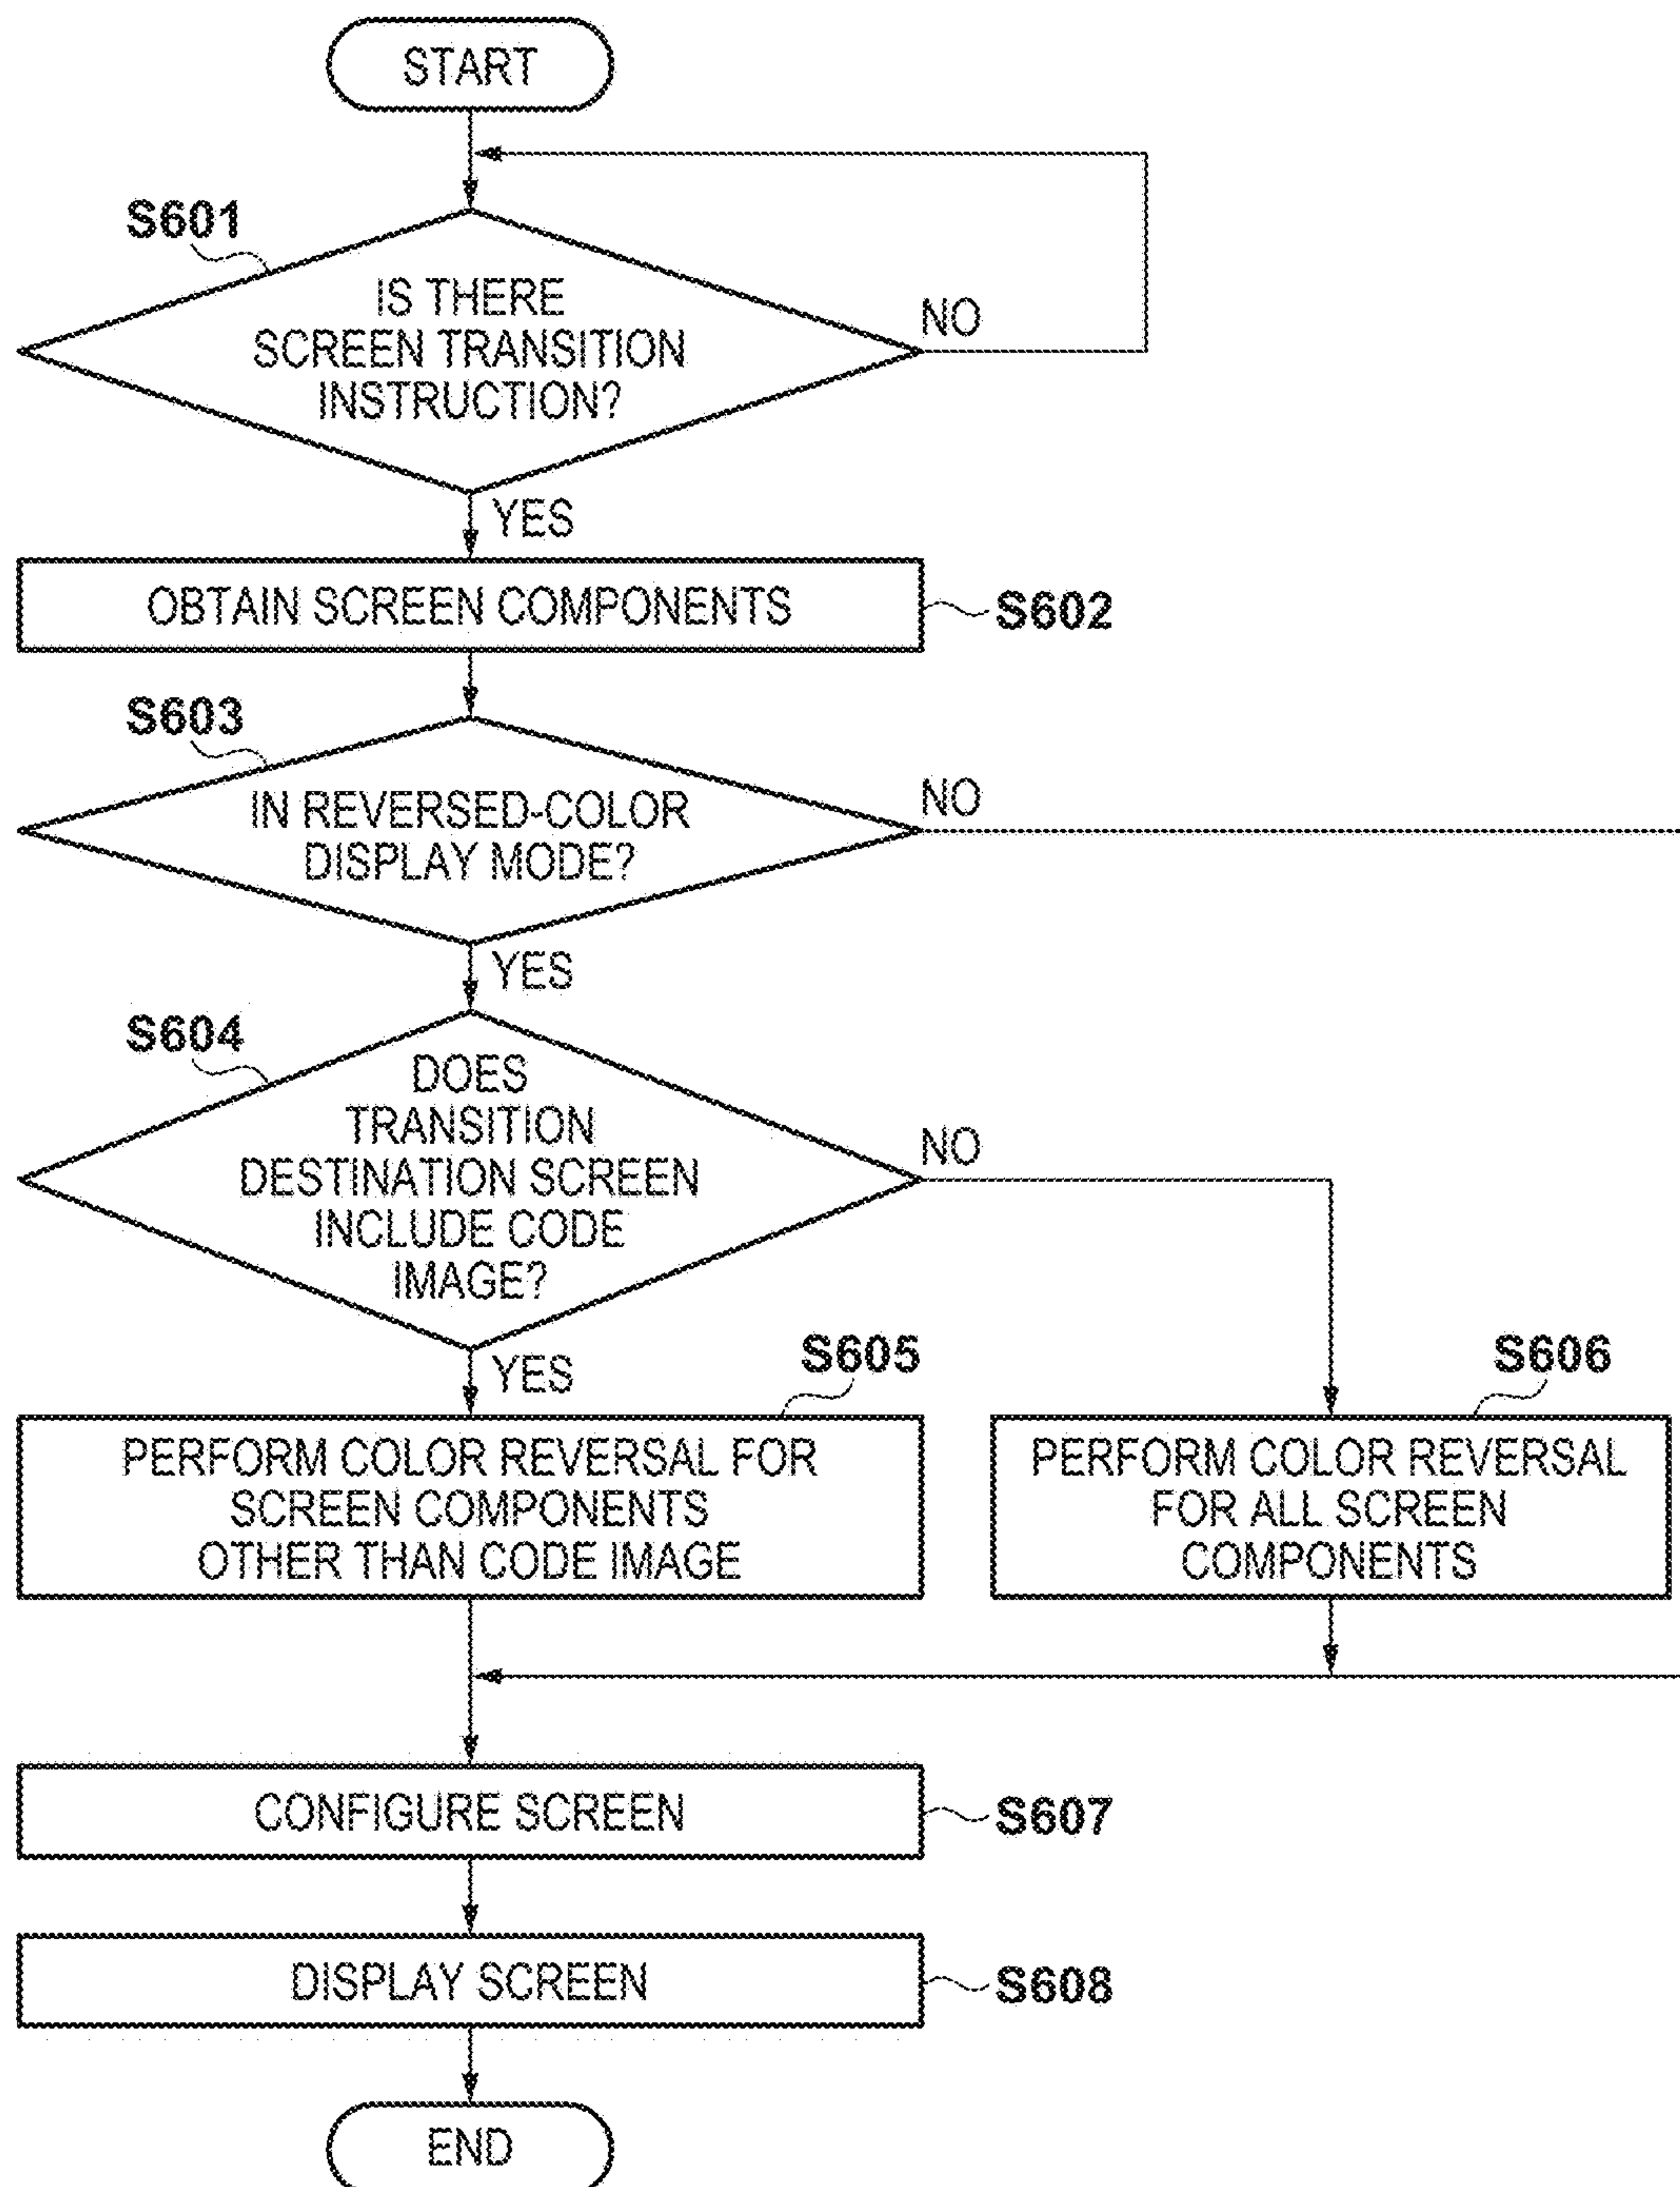 START
S601
IS THERE
SCREEN TRANSITION
INSTRUCTION?
NO
YES
OBTAIN SCREEN COMPONENTS
S602
S603
IN REVERSED-COLOR
DISPLAY MODE?
NO
YES
S604
DOES
TRANSITION
DESTINATION SCREEN
INCLUDE CODE
IMAGE?
NO
YES
S605
PERFORM COLOR REVERSAL FOR
SCREEN COMPONENTS
OTHER THAN CODE IMAGE
S606
PERFORM COLOR REVERSAL
FOR ALL SCREEN
COMPONENTS
CONFIGURE SCREEN
S607
DISPLAY SCREEN
S608
END